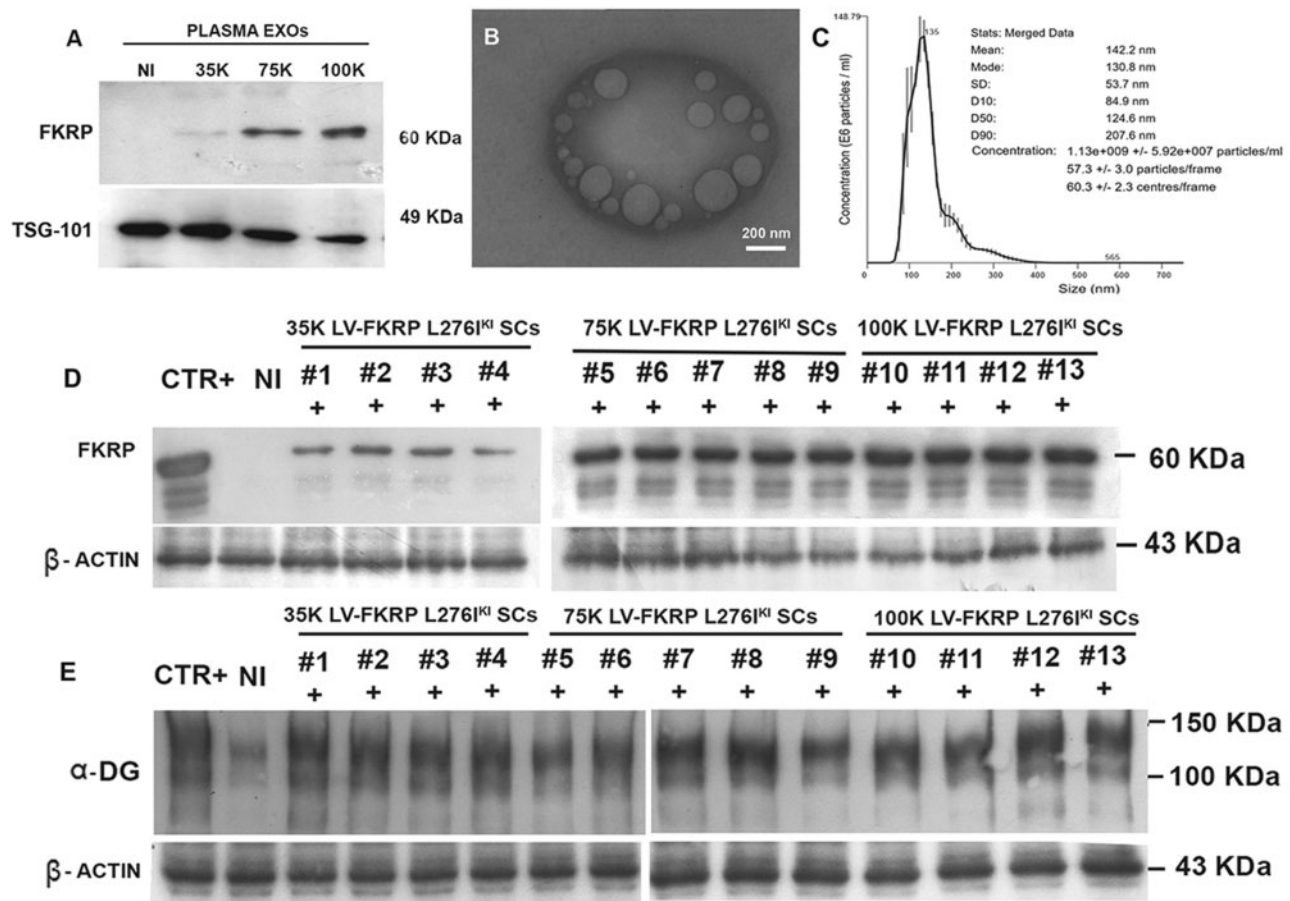 A
PLASMA EXOs
NI 35K 75K 100K
FKRP
60 KDa
TSG-101
49 KDa
B
200 nm
C
148.79
135
Concentration (E6 particles / ml)
Stats: Merged Data
Mean: 142.2 nm
Mode: 130.8 nm
SD: 53.7 nm
D10: 84.9 nm
D50: 124.6 nm
D90: 207.6 nm
Concentration: 1.13e+009 +/- 5.92e+007 particles/ml
57.3 +/- 3.0 particles/frame
60.3 +/- 2.3 centres/frame
565
0 100 200 300 400 500 600 700
Size (nm)
35K LV-FKRP L276Iᴷᴵ SCs 75K LV-FKRP L276Iᴷᴵ SCs 100K LV-FKRP L276Iᴷᴵ SCs
D CTR+ NI #1 #2 #3 #4 #5 #6 #7 #8 #9 #10 #11 #12 #13
+ + + + + + + + + + + + +
FKRP
60 KDa
β- ACTIN
43 KDa
35K LV-FKRP L276Iᴷᴵ SCs 75K LV-FKRP L276Iᴷᴵ SCs 100K LV-FKRP L276Iᴷᴵ SCs
E CTR+ NI #1 #2 #3 #4 #5 #6 #7 #8 #9 #10 #11 #12 #13
+ + + + + + + + + + + + +
α-DG
150 KDa
100 KDa
β- ACTIN
43 KDa